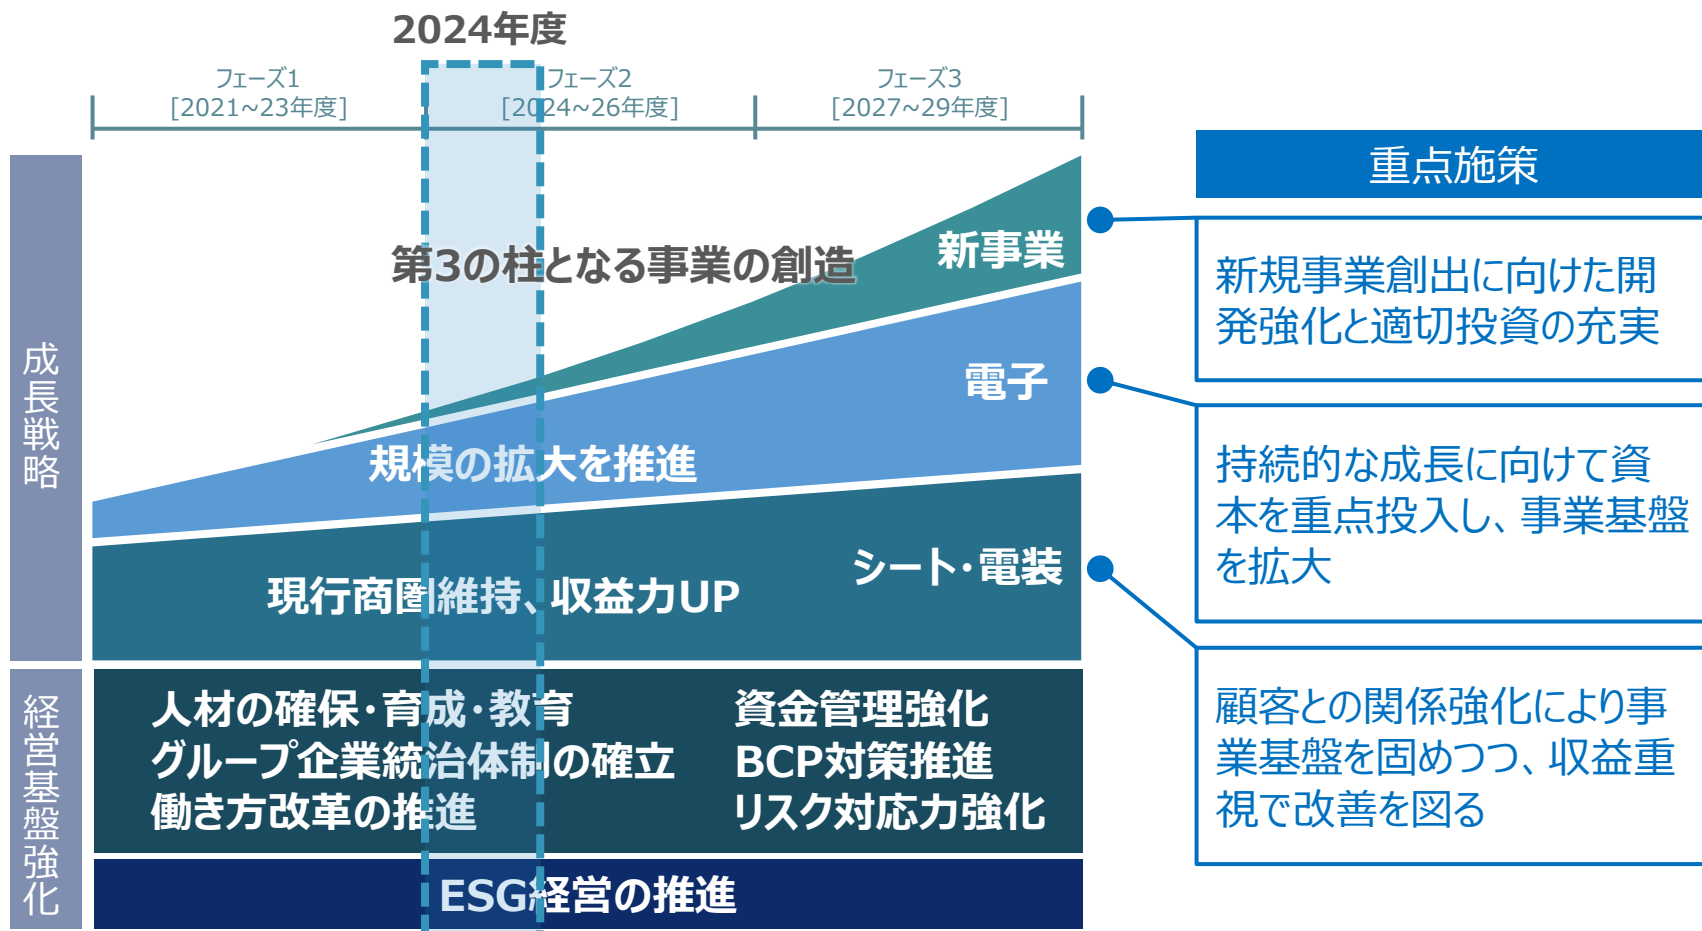 2024年度
フェーズ1
[2021~23年度]
フェーズ2
[2024~26年度]
フェーズ3
[2027~29年度]
成長戦略
第3の柱となる事業の創造
新事業
電子
規模の拡大を推進
シート・電装
現行商圏維持、収益力UP
経営基盤強化
人材の確保・育成・教育
グループ企業統治体制の確立
働き方改革の推進
資金管理強化
BCP対策推進
リスク対応力強化
ESG経営の推進
重点施策
新規事業創出に向けた開
発強化と適切投資の充実
持続的な成長に向けて資
本を重点投入し、事業基盤
を拡大
顧客との関係強化により事
業基盤を固めつつ、収益重
視で改善を図る